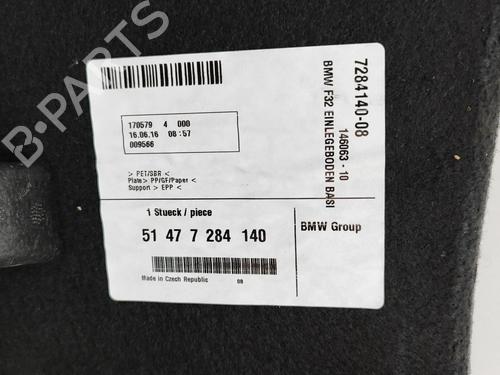 B-PARTS
7284140-08
146063 - 10
BMW F32 EINLEGEBODEN BASI
170579 4 000
16.06.16 08:57
009566
> PET/SBR <
Plate> PP/GF/Paper <
Support > EPP <
1 Stueck / piece
51 47 7 284 140
BMW Group
Made in Czech Republic 08